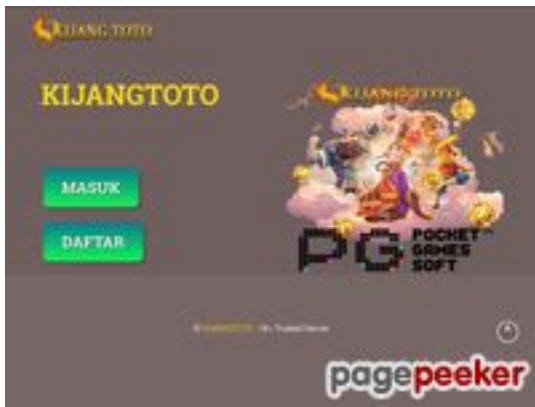 KIJANG TOTO
KIJANGTOTO
KIJANGTOTO
MASUK
DAFTAR
PG POCKET
GAMES
SOFT
pagepeeker